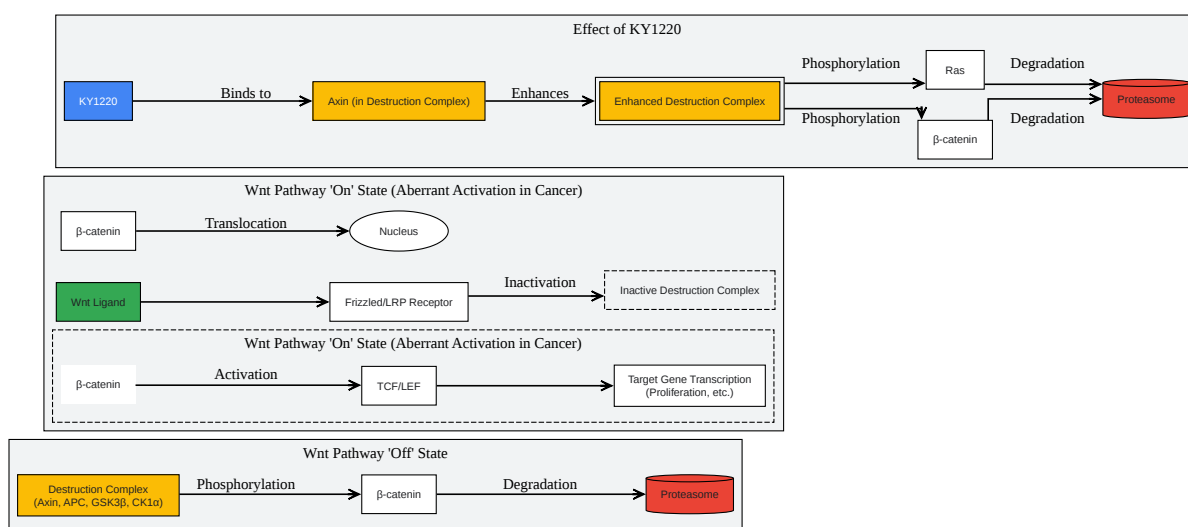 Effect of KY1220
KY1220
Binds to
Axin (in Destruction Complex)
Enhances
Enhanced Destruction Complex
Phosphorylation
Ras
Degradation
Phosphorylation
β-catenin
Degradation
Proteasome
Wnt Pathway 'On' State (Aberrant Activation in Cancer)
β-catenin
Translocation
Nucleus
Wnt Ligand
Frizzled/LRP Receptor
Inactivation
Inactive Destruction Complex
Wnt Pathway 'On' State (Aberrant Activation in Cancer)
β-catenin
Activation
TCF/LEF
Target Gene Transcription
(Proliferation, etc.)
Wnt Pathway 'Off' State
Destruction Complex
(Axin, APC, GSK3β, CK1α)
Phosphorylation
β-catenin
Degradation
Proteasome